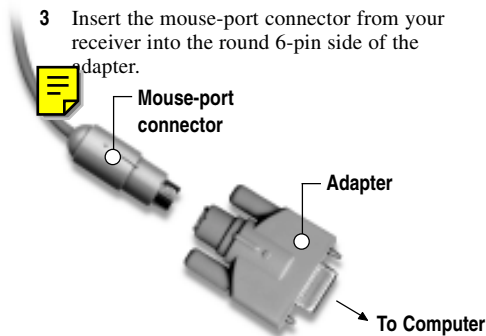 3 Insert the mouse-port connector from your
receiver into the round 6-pin side of the
adapter.
Mouse-port
connector
Adapter
To Computer